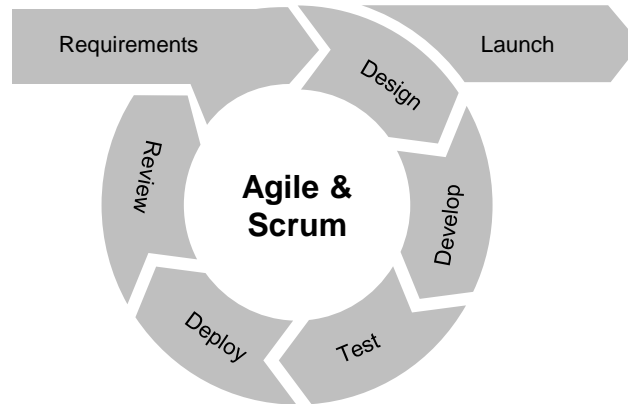 Requirements
Launch
Design
Develop
Test
Deploy
Review
Agile &
Scrum